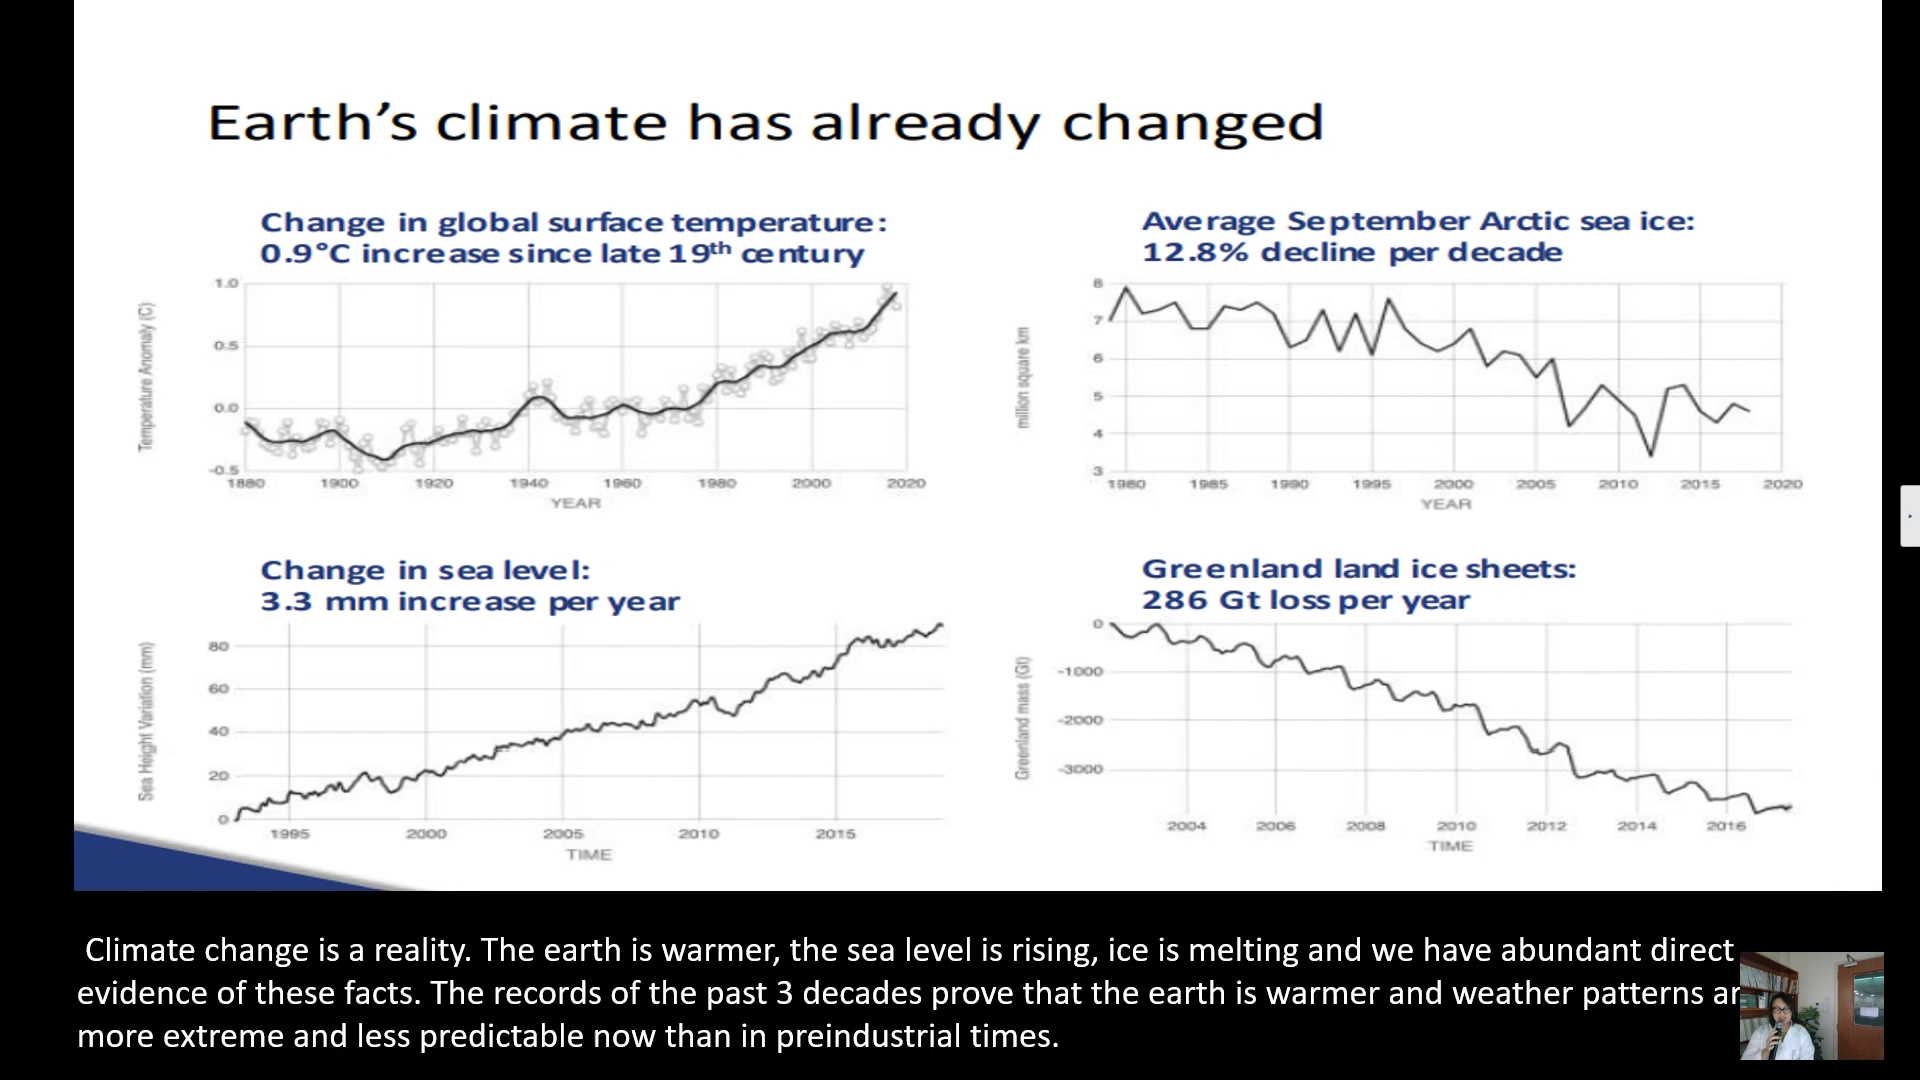 Earth’s climate has already changed
Change in global surface temperature:
0.9°C increase since late 19th century
Temperature Anomaly (C)
1.0
0.5
0.0
-0.5
1880 1900 1920 1940 1960 1980 2000 2020
YEAR
Average September Arctic sea ice:
12.8% decline per decade
million square km
8
7
6
5
4
3
1980 1985 1990 1995 2000 2005 2010 2015 2020
YEAR
Change in sea level:
3.3 mm increase per year
Sea Height Variation (mm)
80
60
40
20
0
1995 2000 2005 2010 2015
TIME
Greenland land ice sheets:
286 Gt loss per year
Greenland mass (Gt)
0
-1000
-2000
-3000
2004 2006 2008 2010 2012 2014 2016
TIME
Climate change is a reality. The earth is warmer, the sea level is rising, ice is melting and we have abundant direct
evidence of these facts. The records of the past 3 decades prove that the earth is warmer and weather patterns ar
more extreme and less predictable now than in preindustrial times.